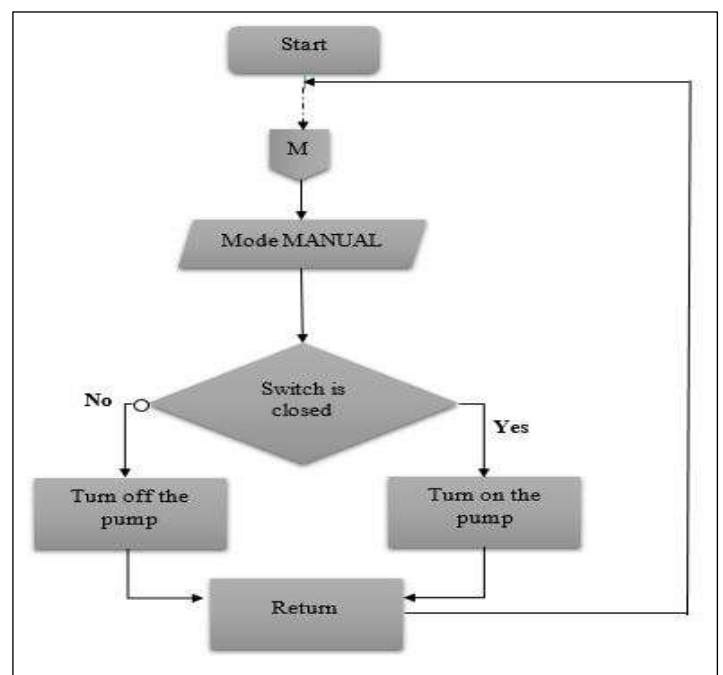 Start
M
Mode MANUAL
Switch is
closed
No
Yes
Turn off the
pump
Turn on the
pump
Return